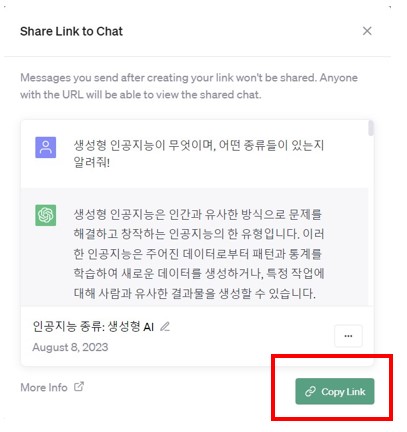 Share Link to Chat
Messages you send after creating your link won't be shared. Anyone
with the URL will be able to view the shared chat.
생성형 인공지능이 무엇이며, 어떤 종류들이 있는지
알려줘!
생성형 인공지능은 인간과 유사한 방식으로 문제를
해결하고 창작하는 인공지능의 한 유형입니다. 이러
한 인공지능은 주어진 데이터로부터 패턴과 통계를
학습하여 새로운 데이터를 생성하거나, 특정 작업에
대해 사람과 유사한 결과물을 생성할 수 있습니다.
인공지능 종류: 생성형 AI
August 8, 2023
More Info
Copy Link